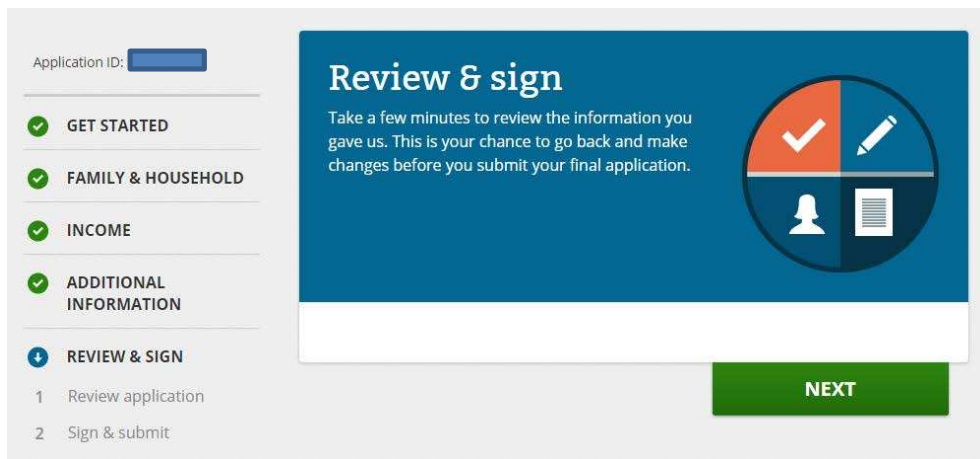 Application ID:
GET STARTED
FAMILY & HOUSEHOLD
INCOME
ADDITIONAL
INFORMATION
REVIEW & SIGN
1 Review application
2 Sign & submit
Review & sign
Take a few minutes to review the information you
gave us. This is your chance to go back and make
changes before you submit your final application.
NEXT